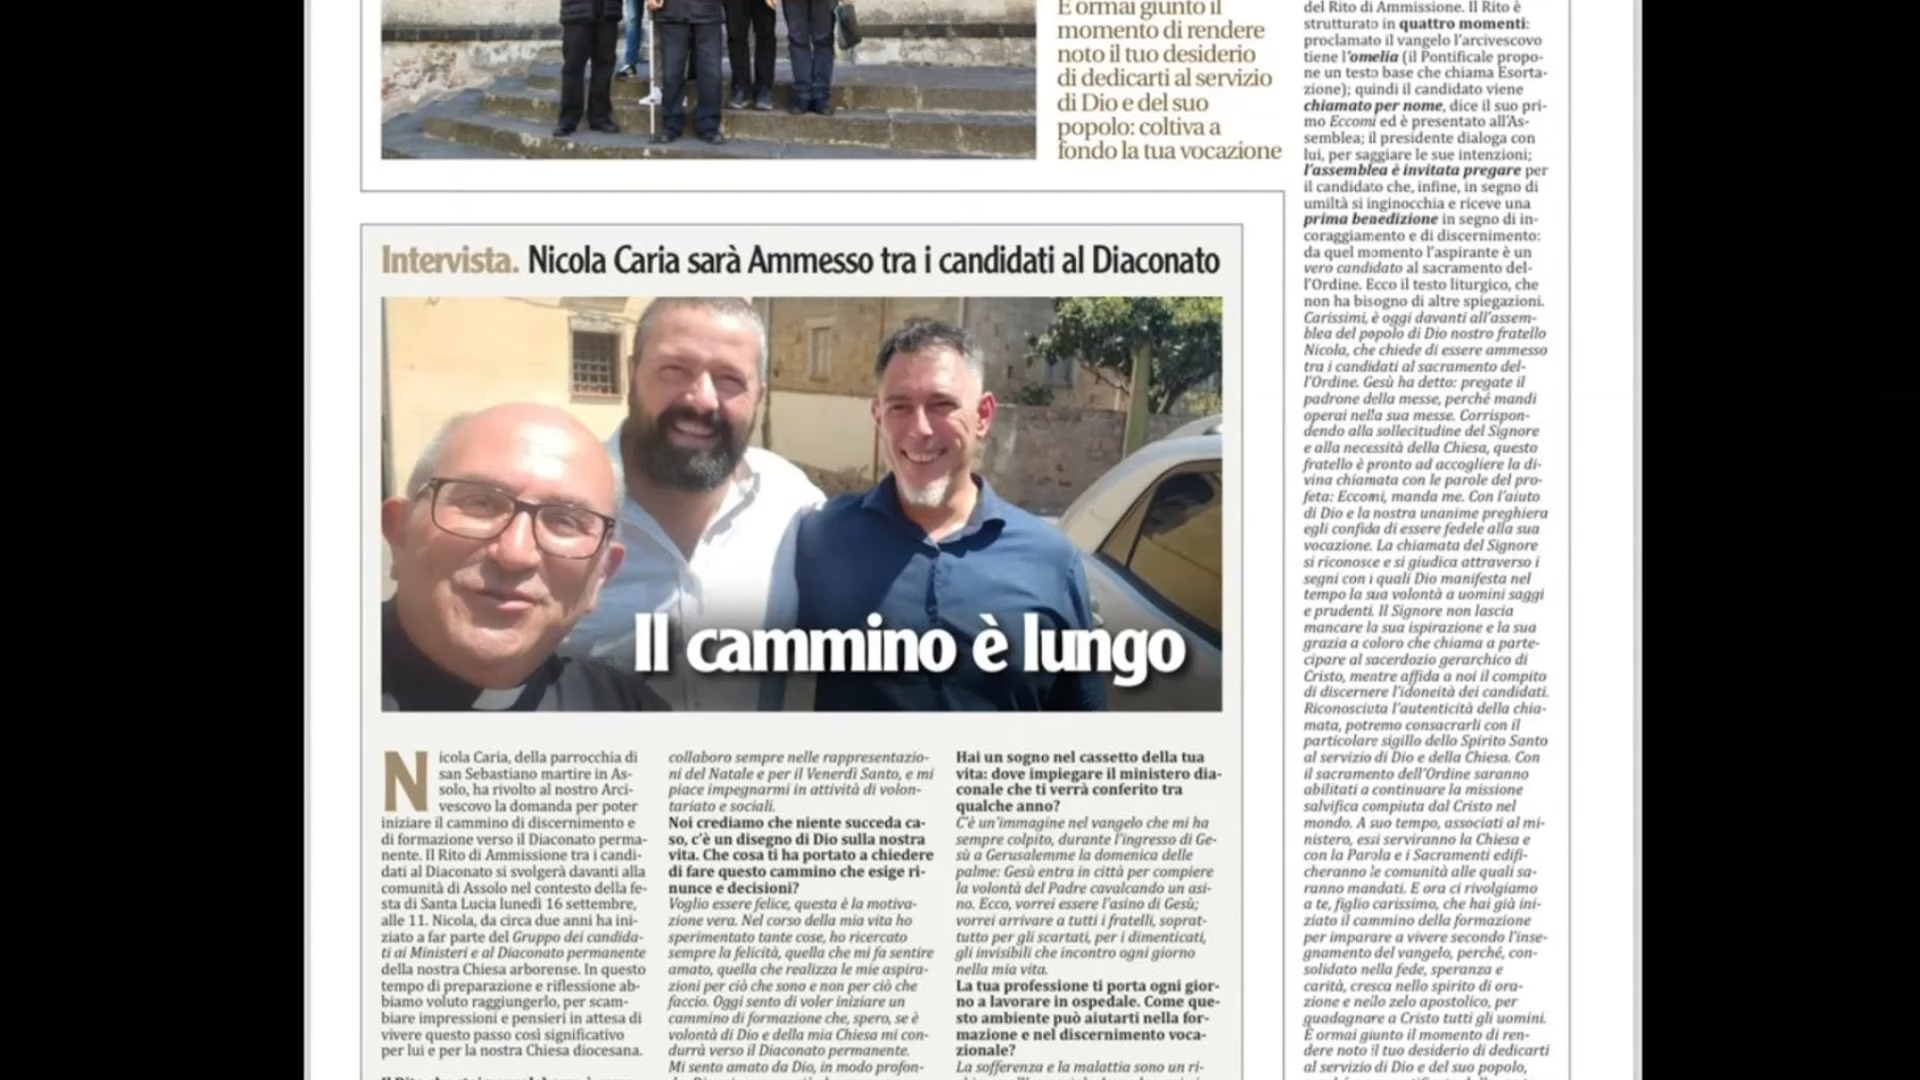 È ormai giunto il
momento di rendere
noto il tuo desiderio
di dedicarti al servizio
di Dio e del suo
popolo: coltiva a
fondo la tua vocazione
Intervista. Nicola Caria sarà Ammesso tra i candidati al Diaconato
Il cammino è lungo
Nicola Caria, della parrocchia di
san Sebastiano martire in As-
solo, ha rivolto al nostro Arci-
vescovo la domanda per poter
iniziare il cammino di discernimento e
di formazione verso il Diaconato perma-
nente. Il Rito di Ammissione tra i candi-
dati al Diaconato si svolgerà davanti alla
comunità di Assolo nel contesto della fe-
sta di Santa Lucia lunedì 16 settembre,
alle 11. Nicola, da circa due anni ha ini-
ziato a far parte del Gruppo dei candida-
ti ai Ministeri e al Diaconato permanente
della nostra Chiesa arborense. In questo
tempo di preparazione e riflessione ab-
biamo voluto raggiungerlo, per scam-
biare impressioni e pensieri in attesa di
vivere questo passo così significativo
per lui e per la nostra Chiesa diocesana.
collaboro sempre nelle rappresentazio-
ni del Natale e per il Venerdì Santo, e mi
piace impegnarmi in attività di volon-
tariato e sociali.
Noi crediamo che niente succeda ca-
so, c'è un disegno di Dio sulla nostra
vita. Che cosa ti ha portato a chiedere
di fare questo cammino che esige ri-
nunce e decisioni?
Voglio essere felice, questa è la motiva-
zione vera. Nel corso della mia vita ho
sperimentato tante cose, ho ricercato
sempre la felicità, quella che mi fa sentire
amato, quella che realizza le mie aspira-
zioni per ciò che sono e non per ciò che
faccio. Oggi sento di voler iniziare un
cammino di formazione che, spero, se è
volontà di Dio e della mia Chiesa mi con-
durrà verso il Diaconato permanente.
Mi sento amato da Dio, in modo profon-
Hai un sogno nel cassetto della tua
vita: dove impiegare il ministero dia-
conale che ti verrà conferito tra
qualche anno?
C'è un'immagine nel vangelo che mi ha
sempre colpito, durante l'ingresso di Ge-
sù a Gerusalemme la domenica delle
palme: Gesù entra in città per compiere
la volontà del Padre cavalcando un asi-
no. Ecco, vorrei essere l'asino di Gesù;
vorrei arrivare a tutti i fratelli, soprat-
tutto per gli scartati, per i dimenticati,
gli invisibili che incontro ogni giorno
nella mia vita.
La tua professione ti porta ogni gior-
no a lavorare in ospedale. Come que-
sto ambiente può aiutarti nella for-
mazione e nel discernimento voca-
zionale?
La sofferenza e la malattia sono un ri-
del Rito di Ammissione. Il Rito è
strutturato in quattro momenti:
proclamato il vangelo l'arcivescovo
tiene l'omelia (il Pontificale propo-
ne un testo base che chiama Esorta-
zione); quindi il candidato viene
chiamato per nome, dice il suo pri-
mo Eccomi ed è presentato all'As-
semblea; il presidente dialoga con
lui, per saggiare le sue intenzioni;
l'assemblea è invitata pregare per
il candidato che, infine, in segno di
umiltà si inginocchia e riceve una
prima benedizione in segno di in-
coraggiamento e di discernimento:
da quel momento l'aspirante è un
vero candidato al sacramento del-
l'Ordine. Ecco il testo liturgico, che
non ha bisogno di altre spiegazioni.
Carissimi, è oggi davanti all'assem-
blea del popolo di Dio nostro fratello
Nicola, che chiede di essere ammesso
tra i candidati al sacramento del-
l'Ordine. Gesù ha detto: pregate il
padrone della messe, perché mandi
operai nella sua messe. Corrispon-
dendo alla sollecitudine del Signore
e alla necessità della Chiesa, questo
fratello è pronto ad accogliere la di-
vina chiamata con le parole del pro-
feta: Eccomi, manda me. Con l'aiuto
di Dio e la nostra unanime preghiera
egli confida di essere fedele alla sua
vocazione. La chiamata del Signore
si riconosce e si giudica attraverso i
segni con i quali Dio manifesta nel
tempo la sua volontà a uomini saggi
e prudenti. Il Signore non lascia
mancare la sua ispirazione e la sua
grazia a coloro che chiama a parte-
cipare al sacerdozio gerarchico di
Cristo, mentre affida a noi il compito
di discernere l'idoneità dei candidati.
Riconosciuta l'autenticità della chia-
mata, potremo consacrarli con il
particolare sigillo dello Spirito Santo
al servizio di Dio e della Chiesa. Con
il sacramento dell'Ordine saranno
abilitati a continuare la missione
salvifica compiuta dal Cristo nel
mondo. A suo tempo, associati al mi-
nistero, essi serviranno la Chiesa e
con la Parola e i Sacramenti edifi-
cheranno le comunità alle quali sa-
ranno mandati. E ora ci rivolgiamo
a te, figlio carissimo, che hai già ini-
ziato il cammino della formazione
per imparare a vivere secondo l'inse-
gnamento del vangelo, perché, con-
solidato nella fede, speranza e
carità, cresca nello spirito di ora-
zione e nello zelo apostolico, per
guadagnare a Cristo tutti gli uomini.
È ormai giunto il momento di ren-
dere noto il tuo desiderio di dedicarti
al servizio di Dio e del suo popolo,